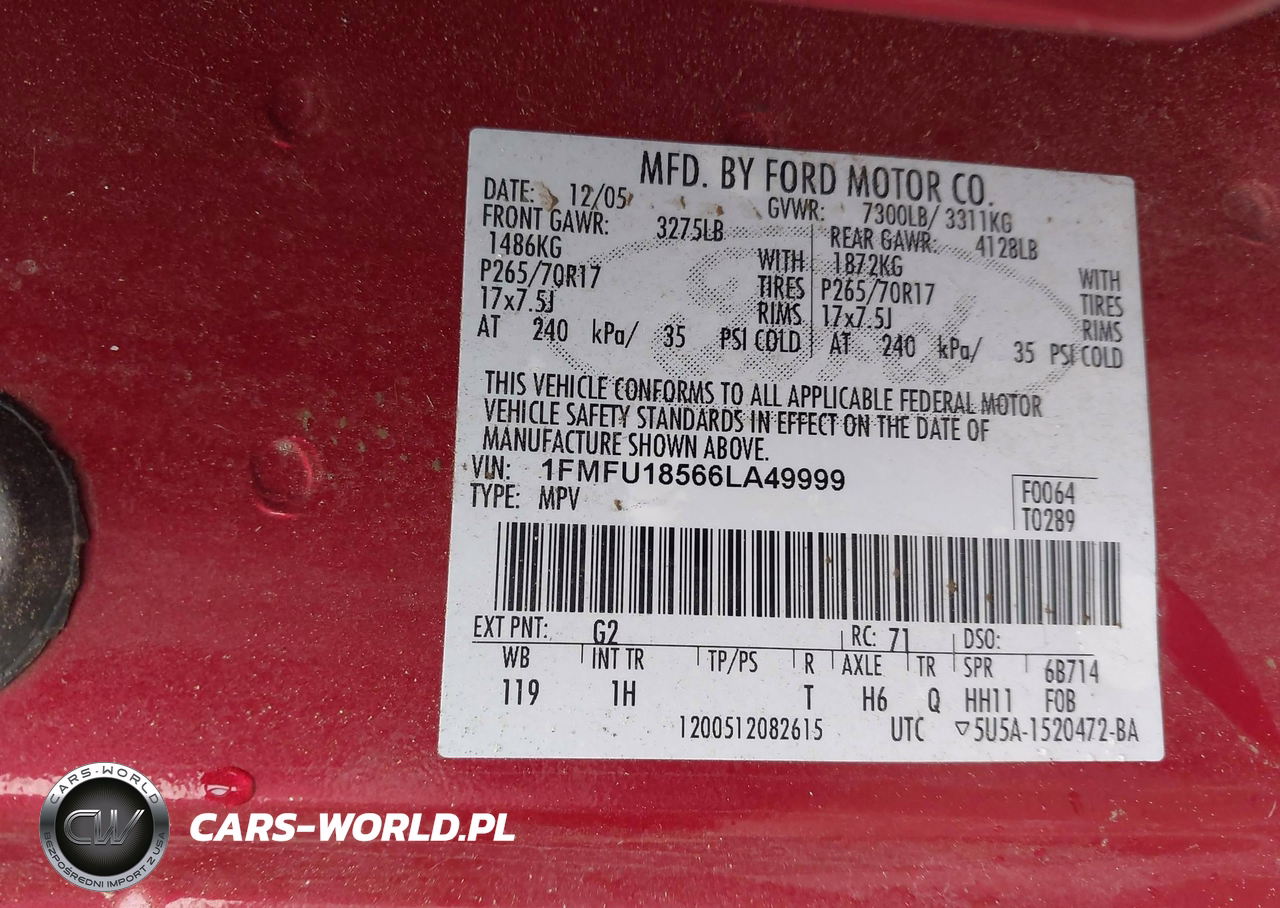 MFD. BY FORD MOTOR CO.
DATE: 12/05 GVWR: 7300LB/ 3311KG
FRONT GAWR: 3275LB REAR GAWR: 4128LB
1486KG WITH 1872KG WITH
P265/70R17 TIRES P265/70R17 TIRES
17x7.5J RIMS 17x7.5J RIMS
AT 240 kPa/ 35 PSI COLD AT 240 kPa/ 35 PSI COLD
THIS VEHICLE CONFORMS TO ALL APPLICABLE FEDERAL MOTOR
VEHICLE SAFETY STANDARDS IN EFFECT ON THE DATE OF
MANUFACTURE SHOWN ABOVE.
VIN: 1FMFU18566LA49999
TYPE: MPV
F0064
T0289
EXT PNT: G2 RC: 71 DSO:
WB INT TR TP/PS R AXLE TR SPR 6B714
119 1H T H6 Q HH11 FOB
1200512082615 UTC ▽5U5A-1520472-BA
CARS-WORLD
CW
BEZPOŚREDNI IMPORT Z USA
CARS-WORLD.PL